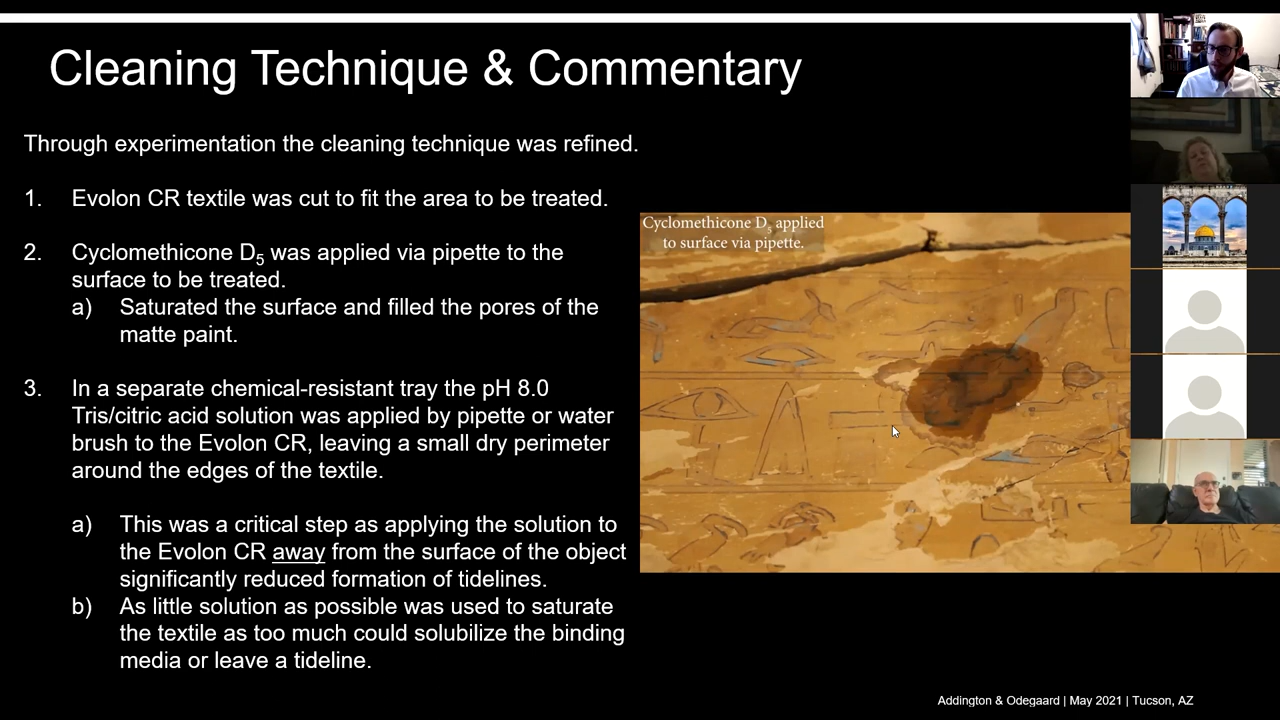 Cleaning Technique & Commentary
Through experimentation the cleaning technique was refined.
1. Evolon CR textile was cut to fit the area to be treated.
2. Cyclomethicone D5 was applied via pipette to the
surface to be treated.
a) Saturated the surface and filled the pores of the
matte paint.
3. In a separate chemical-resistant tray the pH 8.0
Tris/citric acid solution was applied by pipette or water
brush to the Evolon CR, leaving a small dry perimeter
around the edges of the textile.
a) This was a critical step as applying the solution to
the Evolon CR away from the surface of the object
significantly reduced formation of tidelines.
b) As little solution as possible was used to saturate
the textile as too much could solubilize the binding
media or leave a tideline.
Cyclomethicone D5 applied
to surface via pipette.
Addington & Odegaard | May 2021 | Tucson, AZ